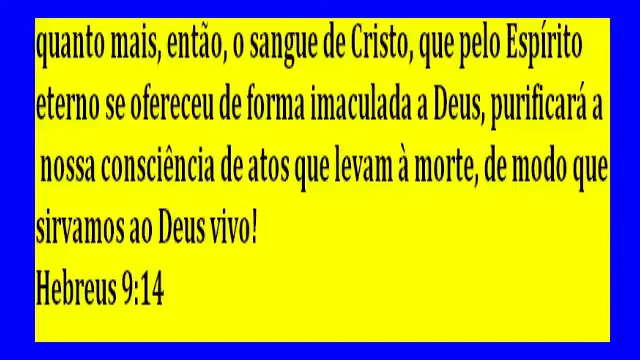 quanto mais, então, o sangue de Cristo, que pelo Espírito
eterno se ofereceu de forma imaculada a Deus, purificará a
nossa consciência de atos que levam à morte, de modo que
sirvamos ao Deus vivo!
Hebreus 9:14